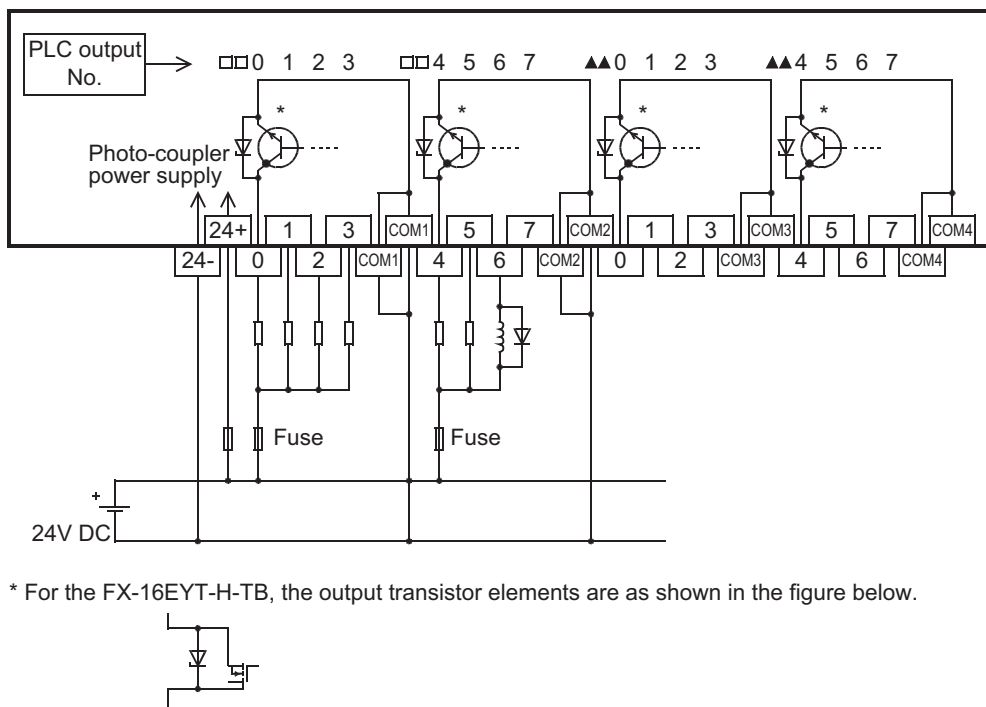 PLC output
No.
□□0 1 2 3 □□4 5 6 7 ▲▲0 1 2 3 ▲▲4 5 6 7
* * * *
Photo-coupler
power supply
24+ 1 3 COM1 5 7 COM2 1 3 COM3 5 7 COM4
24- 0 2 COM1 4 6 COM2 0 2 COM3 4 6 COM4
Fuse Fuse
+
24V DC
* For the FX-16EYT-H-TB, the output transistor elements are as shown in the figure below.